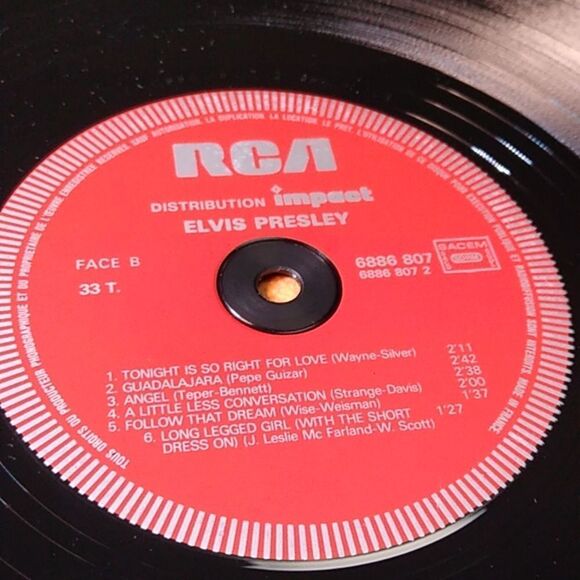 TOUS DROITS DU PRODUCTEUR PHONOGRAPHIQUE ET DU PROPRIETAIRE DE L'ŒUVRE ENREGISTREE RESERVES. SAUF AUTORISATION, LA DUPLICATION, LA LOCATION, LE PRET, L'UTILISATION DE CE DISQUE POUR EXECUTION PUBLIQUE ET RADIODIFFUSION SONT INTERDITS. MADE IN FRANCE.
RCA
DISTRIBUTION impact
ELVIS PRESLEY
FACE B
6886 807
33 T.
6886 807 2
SACEM
1. TONIGHT IS SO RIGHT FOR LOVE (Wayne-Silver) 2'11
2. GUADALAJARA (Pepe Guizar) 2'42
3. ANGEL (Teper-Bennett) 2'38
4. A LITTLE LESS CONVERSATION (Strange-Davis) 2'00
5. FOLLOW THAT DREAM (Wise-Weisman) 1'37
6. LONG LEGGED GIRL (WITH THE SHORT 1'27
DRESS ON) (J. Leslie Mc Farland-W. Scott)